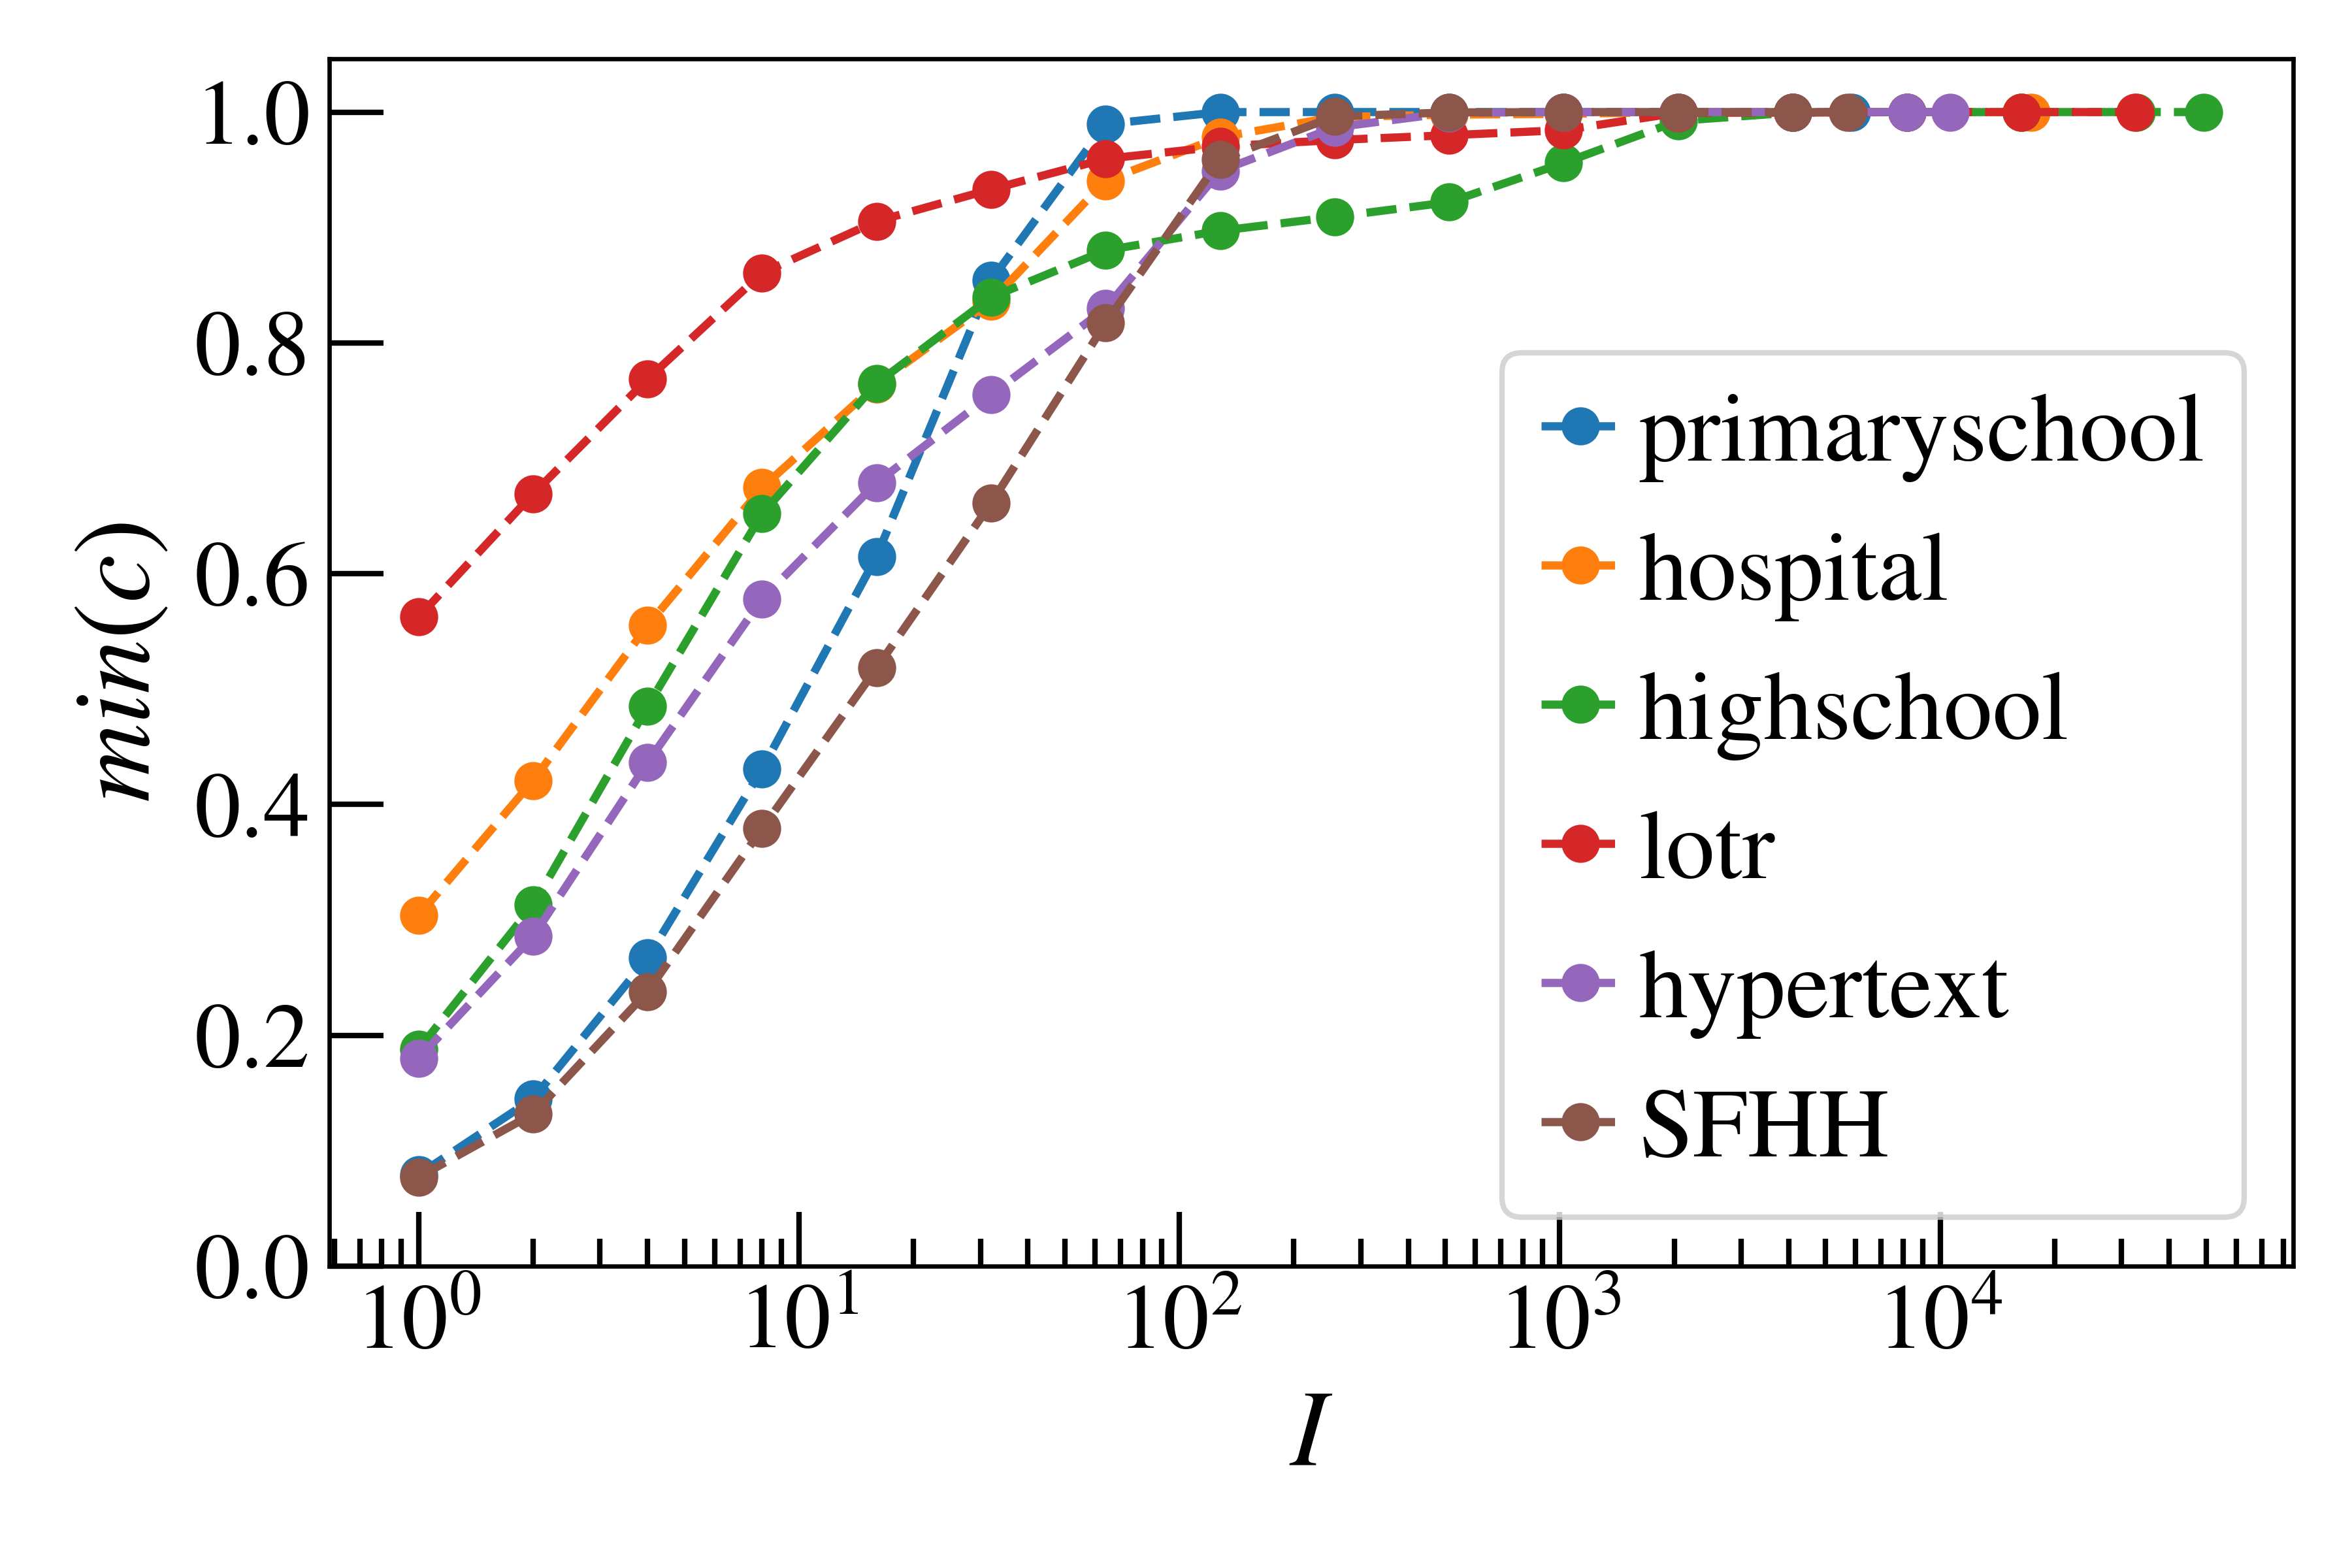 1.0
0.8
0.6
0.4
0.2
0.0
min(c)
10^0
10^1
10^2
10^3
10^4
I
primaryschool
hospital
highschool
lotr
hypertext
SFHH